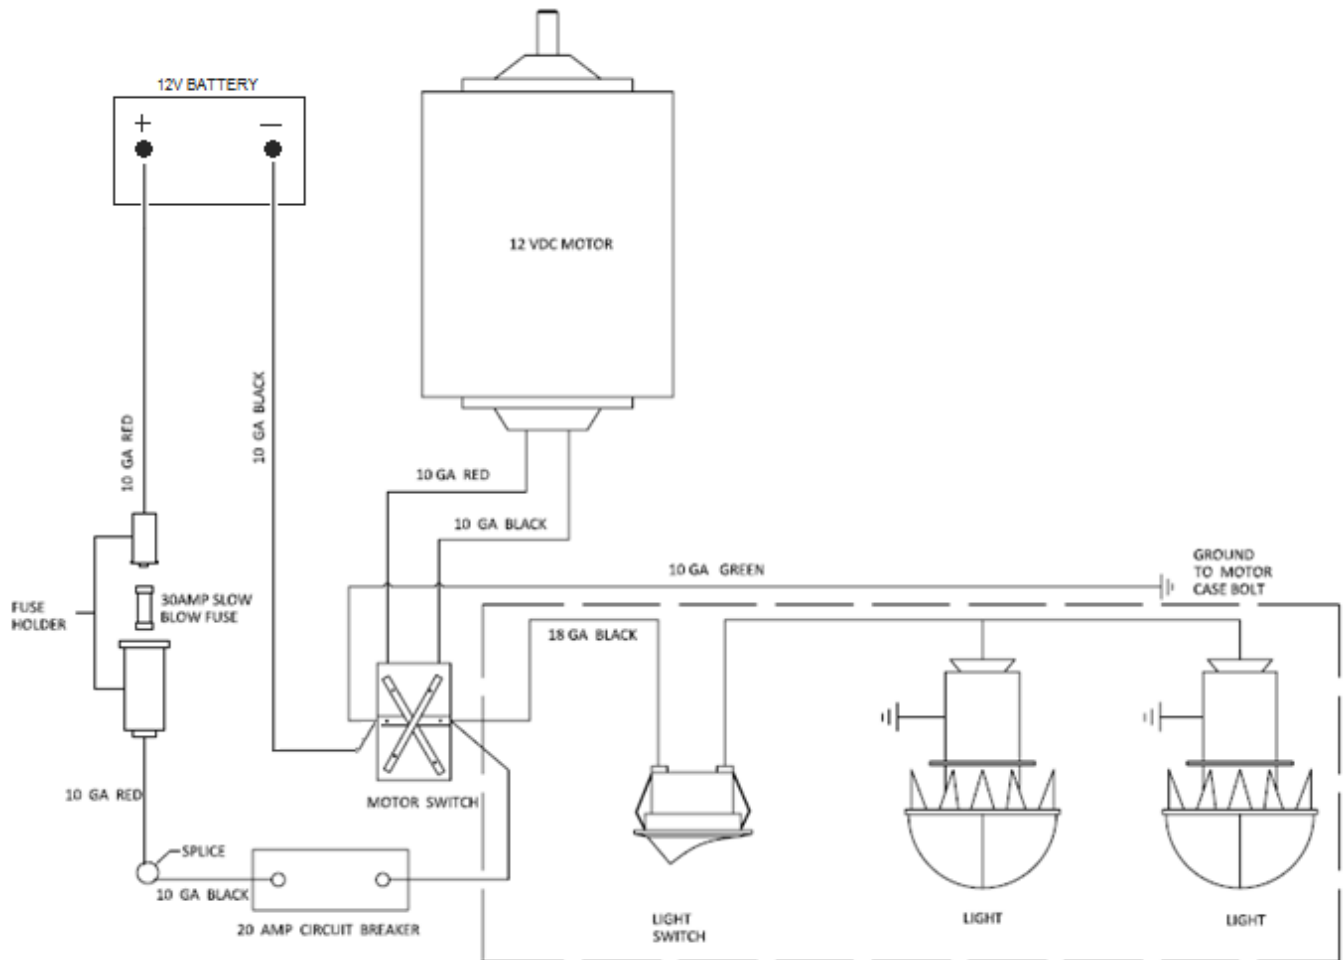 12V BATTERY
+
—
12 VDC MOTOR
10 GA RED
10 GA BLACK
10 GA RED
10 GA BLACK
10 GA GREEN
GROUND
TO MOTOR
CASE BOLT
FUSE
HOLDER
30AMP SLOW
BLOW FUSE
18 GA BLACK
MOTOR SWITCH
10 GA RED
SPLICE
10 GA BLACK
20 AMP CIRCUIT BREAKER
LIGHT
SWITCH
LIGHT
LIGHT